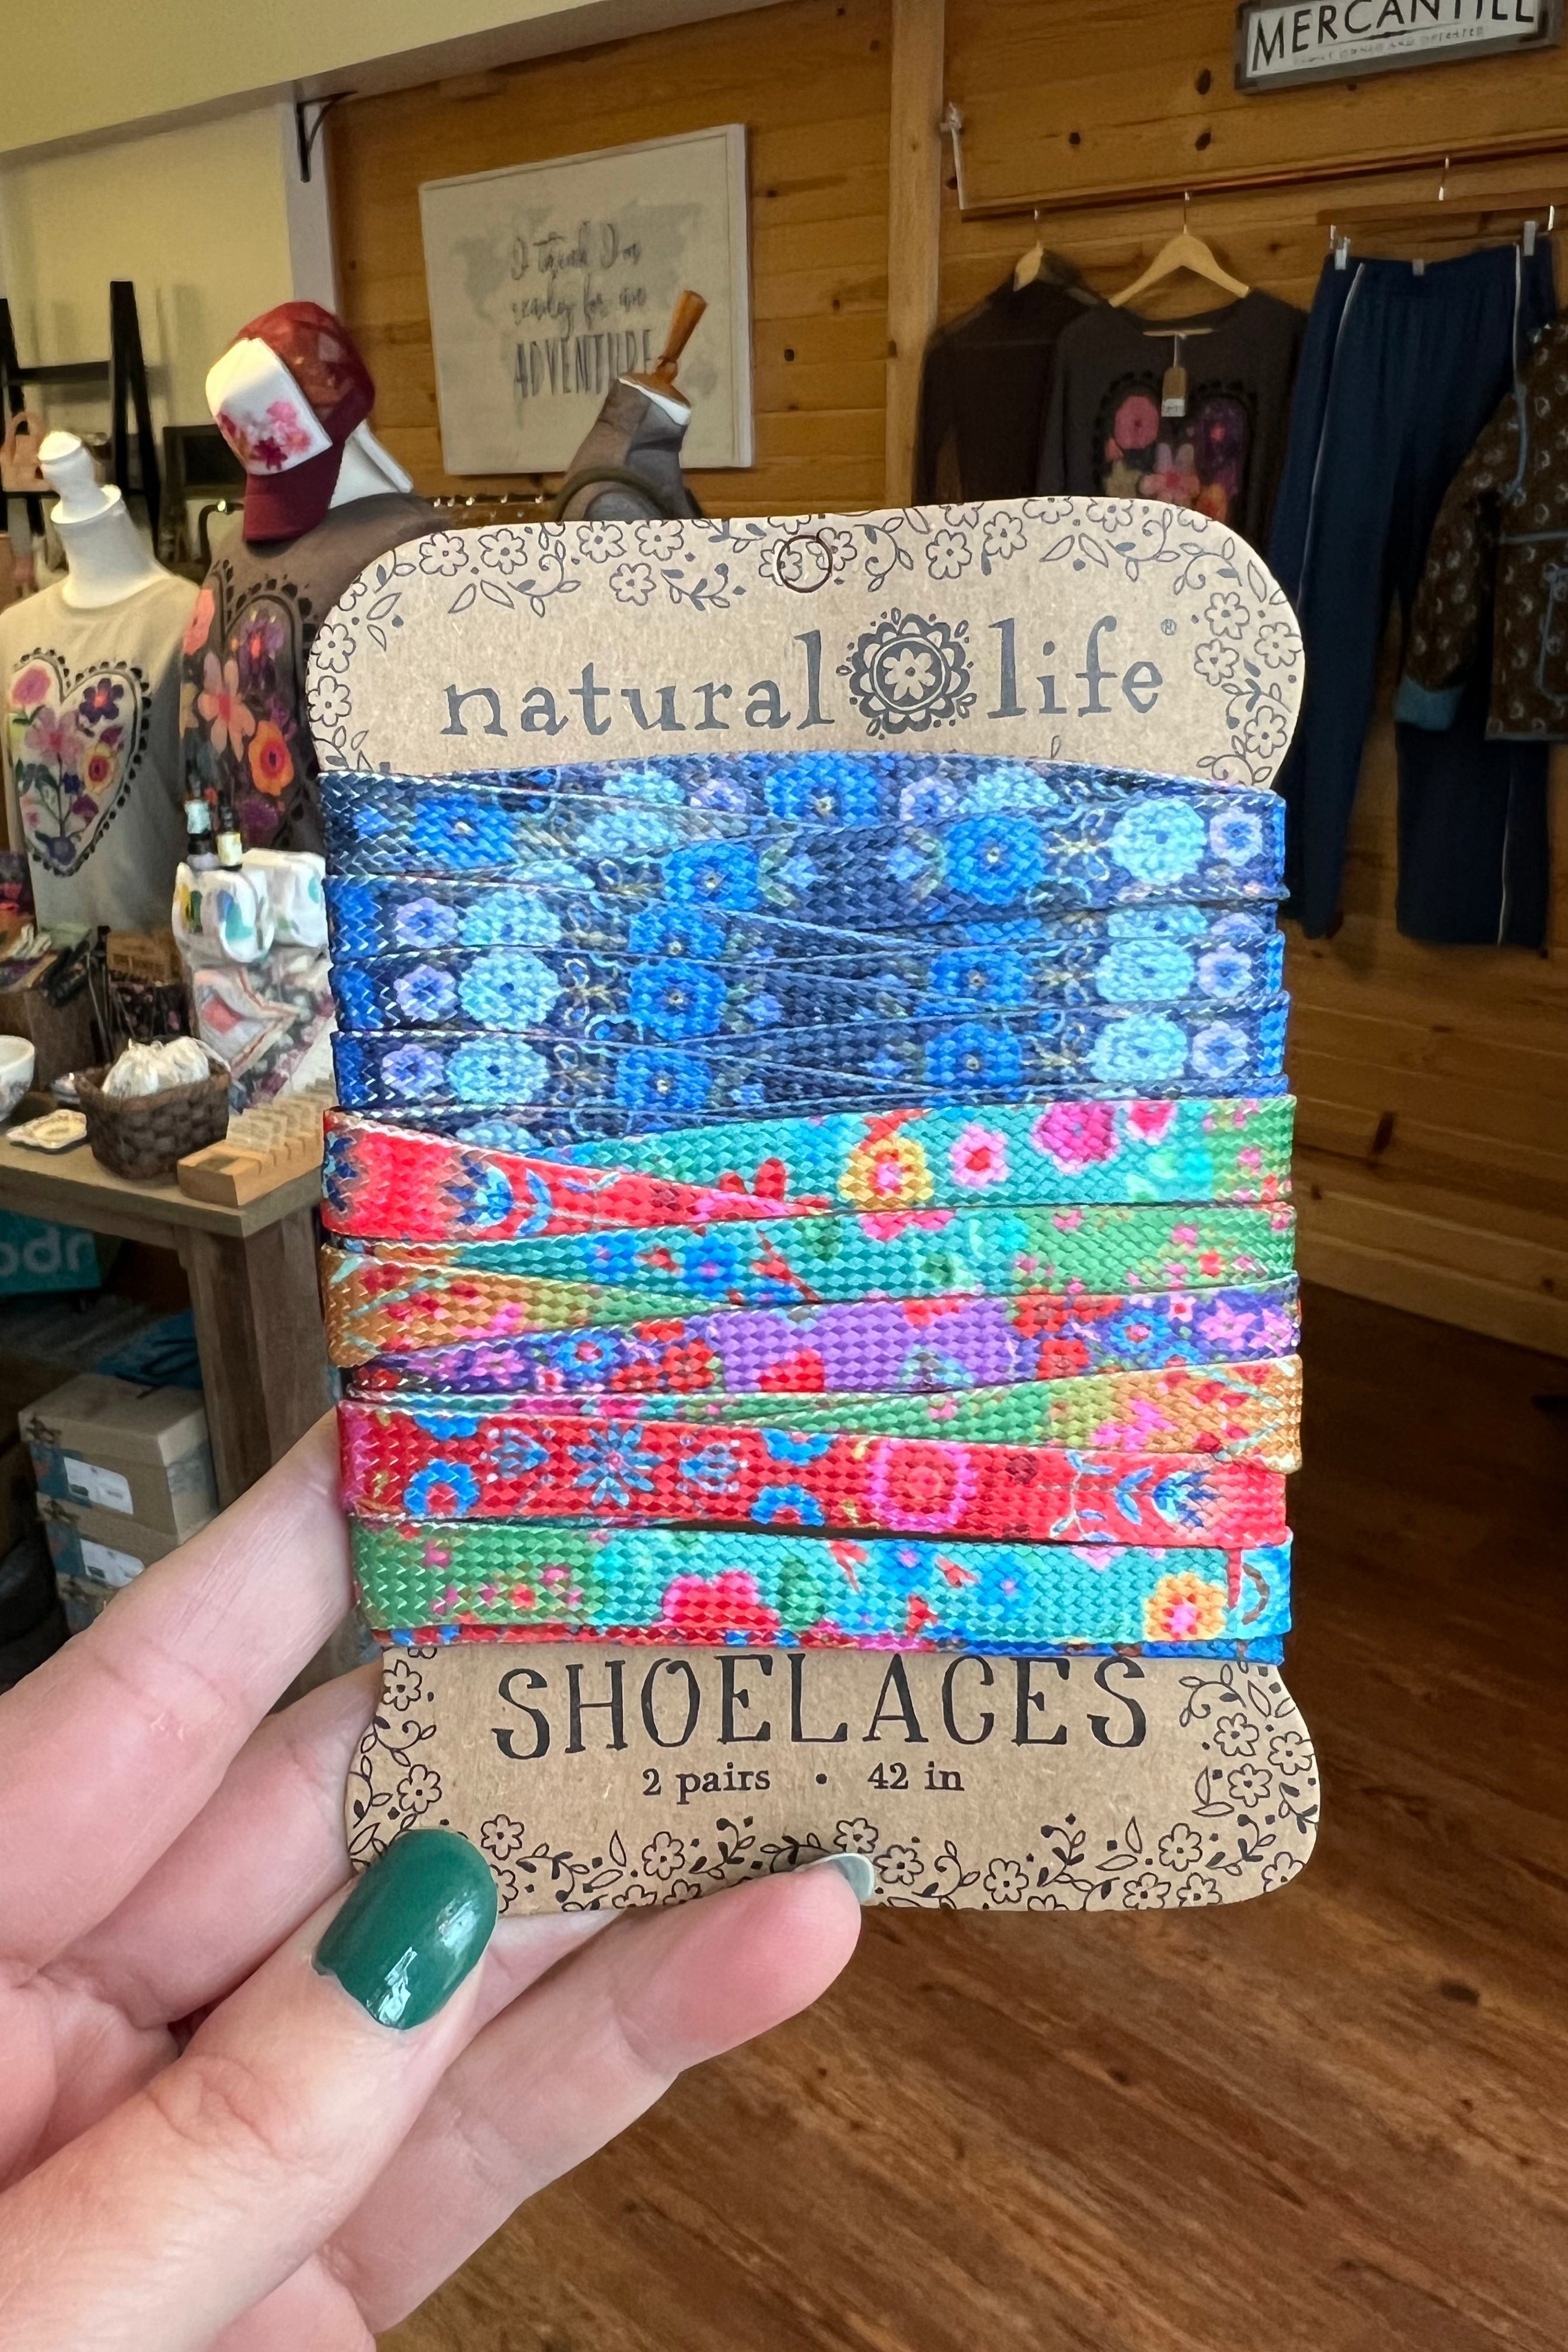 MERCANTILE
I think I'm
ready for an
ADVENTURE
natural life®
SHOELACES
2 pairs • 42 in